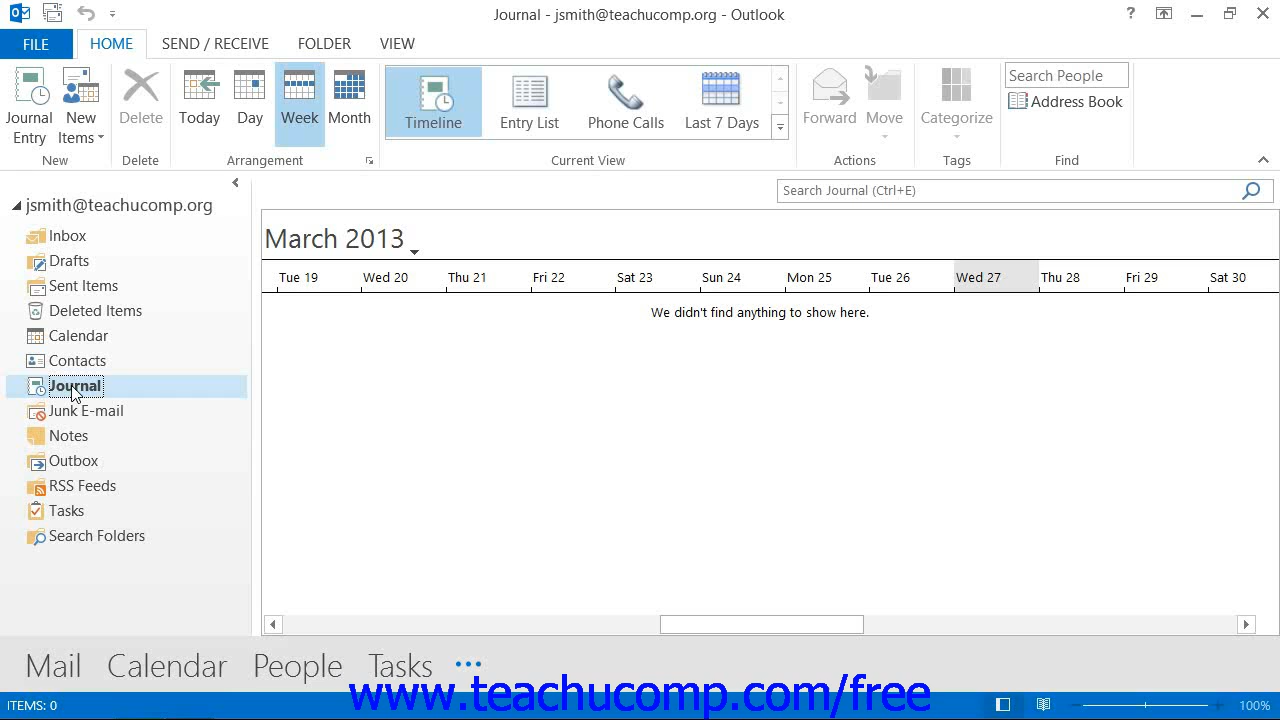 Journal - jsmith@teachucomp.org - Outlook
?
FILE HOME SEND / RECEIVE FOLDER VIEW
Journal Entry
New Items
New
Delete
Delete
Today
Day
Week
Month
Arrangement
Timeline
Entry List
Phone Calls
Last 7 Days
Current View
Forward
Move
Actions
Categorize
Tags
Search People
Address Book
Find
Search Journal (Ctrl+E)
jsmith@teachucomp.org
Inbox
Drafts
Sent Items
Deleted Items
Calendar
Contacts
Journal
Junk E-mail
Notes
Outbox
RSS Feeds
Tasks
Search Folders
March 2013
Tue 19 Wed 20 Thu 21 Fri 22 Sat 23 Sun 24 Mon 25 Tue 26 Wed 27 Thu 28 Fri 29 Sat 30
We didn't find anything to show here.
Mail Calendar People Tasks •••
www.teachucomp.com/free
ITEMS: 0
100%